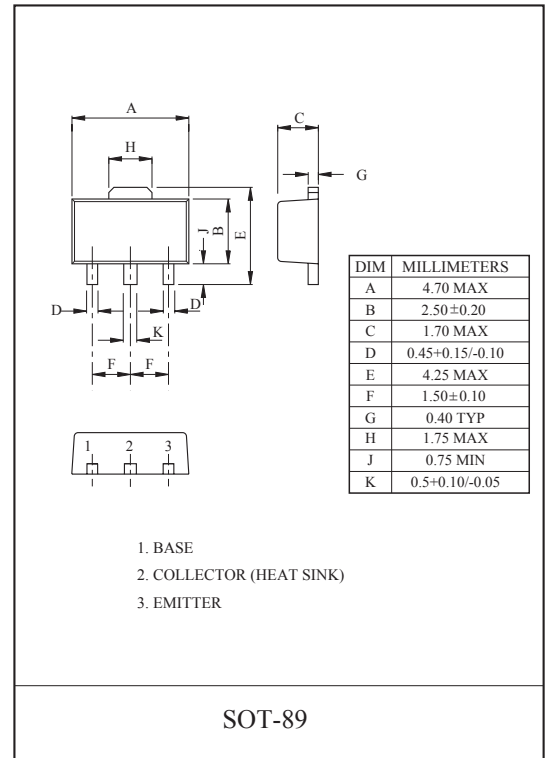 A
H
C
G
J
B
E
D
D
K
F
F
DIM MILLIMETERS
A 4.70 MAX
B 2.50±0.20
C 1.70 MAX
D 0.45+0.15/-0.10
E 4.25 MAX
F 1.50±0.10
G 0.40 TYP
H 1.75 MAX
J 0.75 MIN
K 0.5+0.10/-0.05
1 2 3
1. BASE
2. COLLECTOR (HEAT SINK)
3. EMITTER
SOT-89